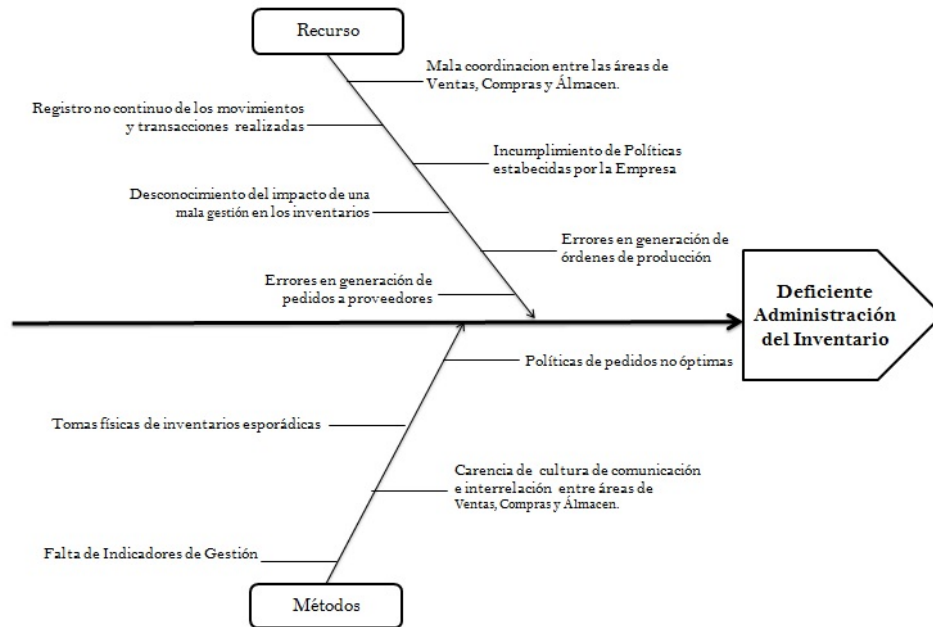 Recurso
Mala coordinacion entre las áreas de
Ventas, Compras y Álmacen.
Registro no continuo de los movimientos
y transacciones realizadas
Incumplimiento de Políticas
estabecidas por la Empresa
Desconocimiento del impacto de una
mala gestión en los inventarios
Errores en generación de
órdenes de producción
Errores en generación de
pedidos a proveedores
Deficiente
Administración
del Inventario
Políticas de pedidos no óptimas
Tomas físicas de inventarios esporádicas
Carencia de cultura de comunicación
e interrelación entre áreas de
Ventas, Compras y Álmacen.
Falta de Indicadores de Gestión
Métodos